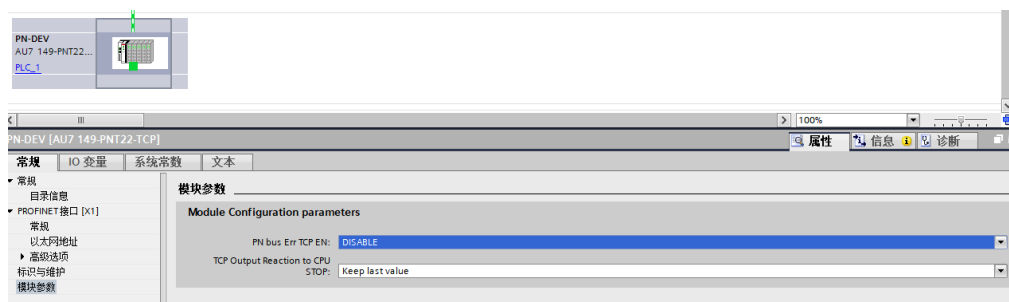 PN-DEV
AU7 149-PNT22...
PLC_1
100%
PN-DEV [AU7 149-PNT22-TCP]
属性 信息 诊断
常规 IO 变量 系统常数 文本
常规
目录信息
PROFINET接口 [X1]
常规
以太网地址
高级选项
标识与维护
模块参数
模块参数
Module Configuration parameters
PN bus Err TCP EN: DISABLE
TCP Output Reaction to CPU
STOP: Keep last value